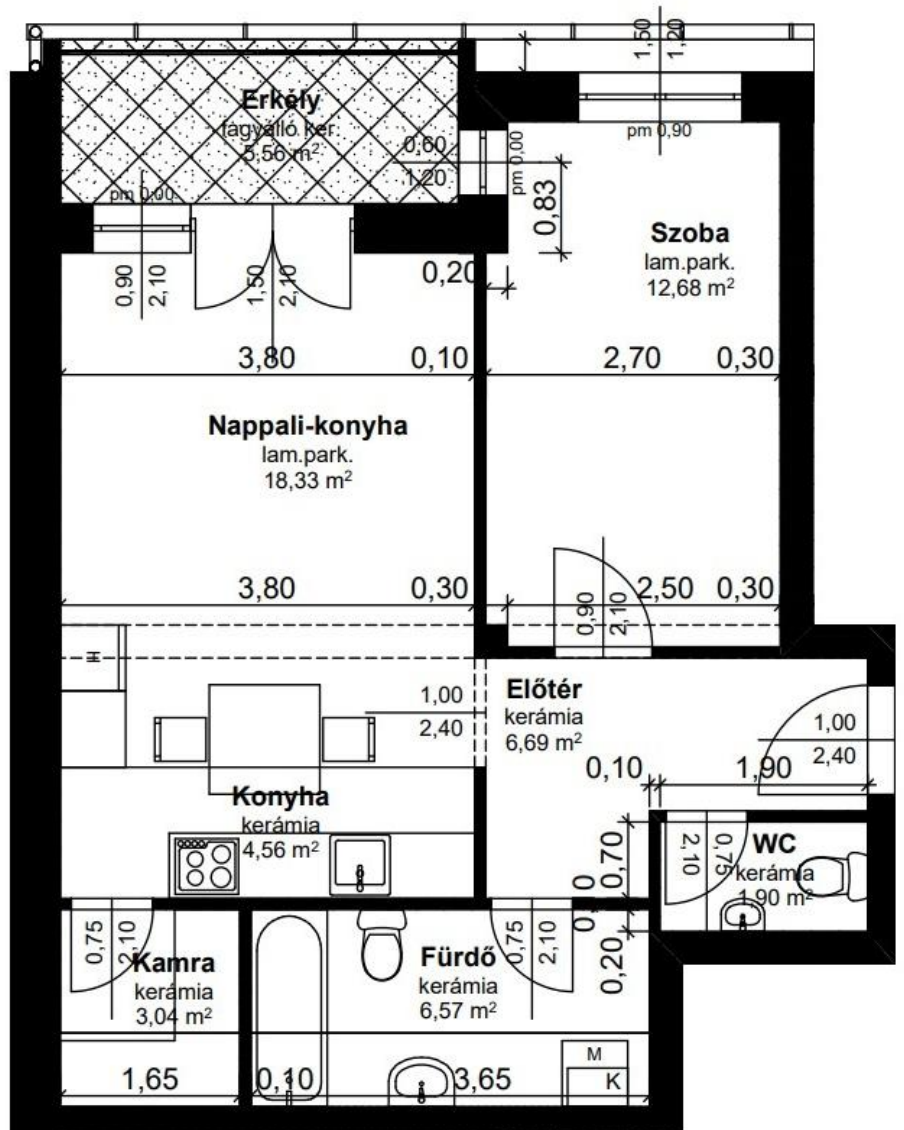 1,50
1,20
Erkély
fagyálló ker.
5,56 m²
pm 0,00
0,60
1,20
pm 0,00
pm 0,90
0,83
Szoba
lam.park.
12,68 m²
0,90
2,10
1,50
2,10
0,20
3,80
0,10
2,70
0,30
Nappali-konyha
lam.park.
18,33 m²
3,80
0,30
0,90
2,10
2,50
0,30
H
1,00
2,40
Előtér
kerámia
6,69 m²
1,00
2,40
0,10
1,90
Konyha
kerámia
4,56 m²
0,70
2,10
0,75
WC
kerámia
1,90 m²
0,75
2,10
Kamra
kerámia
3,04 m²
Fürdő
kerámia
6,57 m²
0,75
2,10
0,20
1,65
0,10
3,65
M
K